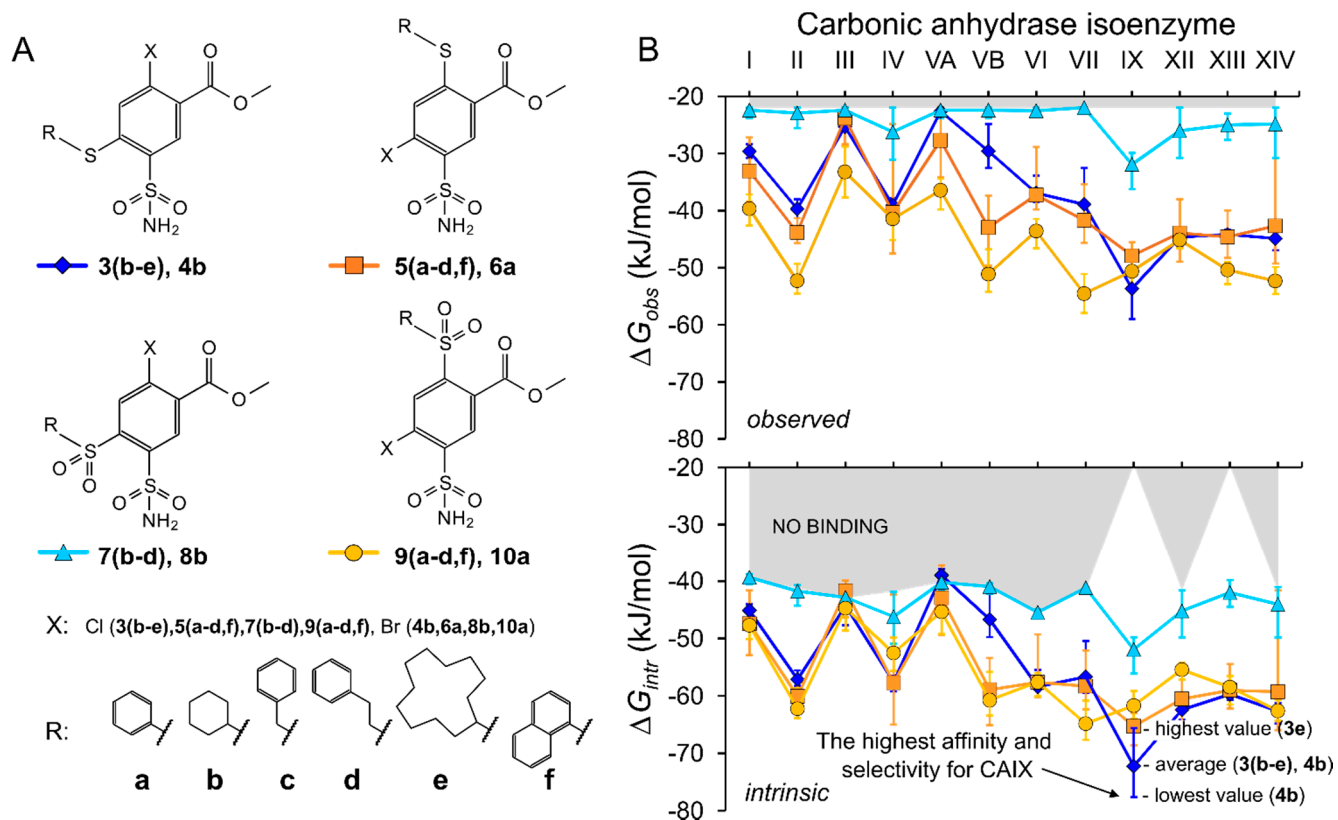 A
X
O
O
R
S
S
O
O
NH2
3(b-e), 4b
R
S
O
O
X
S
O
O
NH2
5(a-d,f), 6a
X
O
O
R
S
O
O
S
O
O
NH2
7(b-d), 8b
R
O
S
O
O
O
X
S
O
O
NH2
9(a-d,f), 10a
X: Cl (3(b-e),5(a-d,f),7(b-d),9(a-d,f), Br (4b,6a,8b,10a)
R:
a b c d e f
B
Carbonic anhydrase isoenzyme
I II III IV VA VB VI VII IX XII XIII XIV
-20
-30
-40
-50
-60
-70
-80
ΔGobs (kJ/mol)
observed
-20
-30
-40
-50
-60
-70
-80
ΔGintr (kJ/mol)
NO BINDING
The highest affinity and
selectivity for CAIX
highest value (3e)
average (3(b-e), 4b)
lowest value (4b)
intrinsic